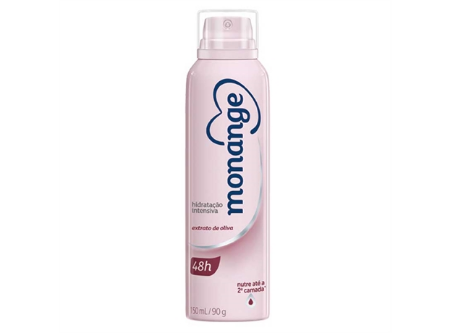 monange
hidratação
intensiva
extrato de oliva
48h
nutre até a
2ª camada*
150 mL / 90 g